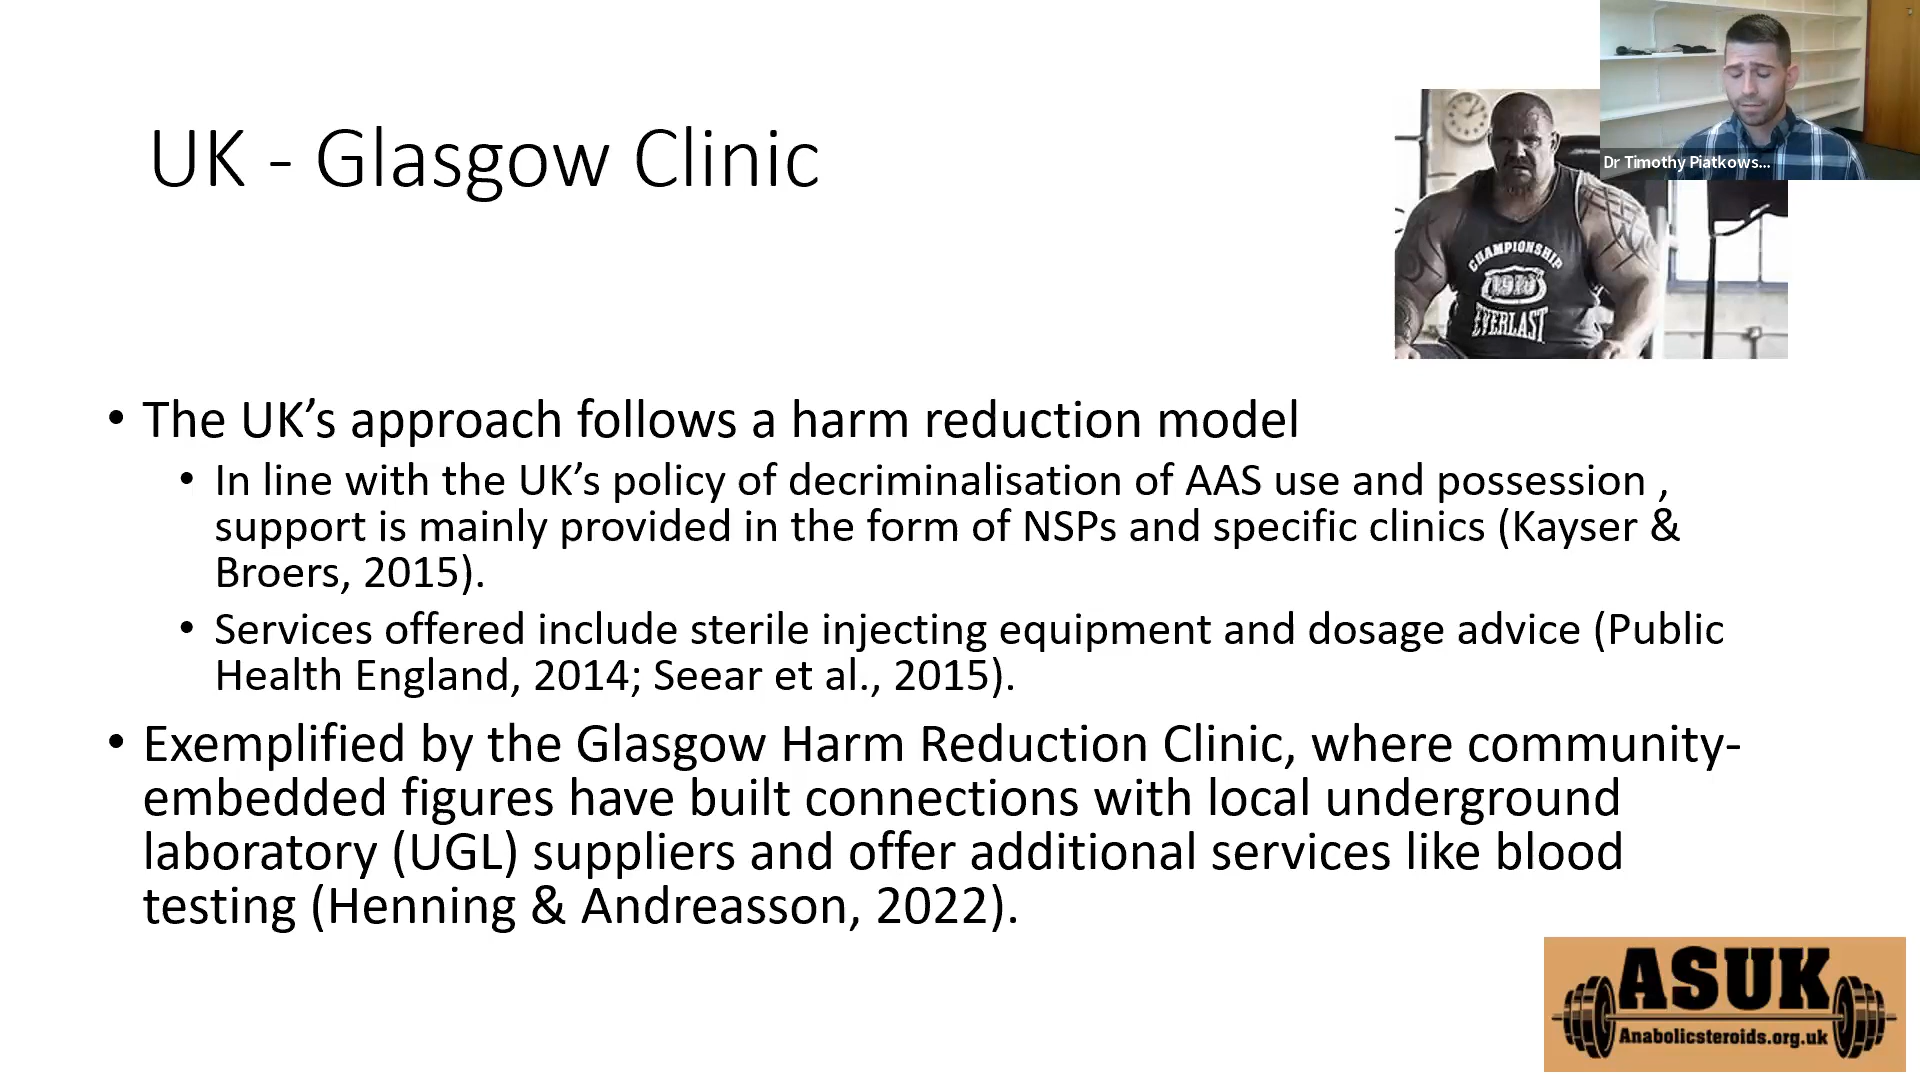 UK - Glasgow Clinic
Dr Timothy Piatkows...
CHAMPIONSHIP
1910
EVERLAST
• The UK’s approach follows a harm reduction model
• In line with the UK’s policy of decriminalisation of AAS use and possession ,
support is mainly provided in the form of NSPs and specific clinics (Kayser &
Broers, 2015).
• Services offered include sterile injecting equipment and dosage advice (Public
Health England, 2014; Seear et al., 2015).
• Exemplified by the Glasgow Harm Reduction Clinic, where community-
embedded figures have built connections with local underground
laboratory (UGL) suppliers and offer additional services like blood
testing (Henning & Andreasson, 2022).
ASUK
Anabolicsteroids.org.uk